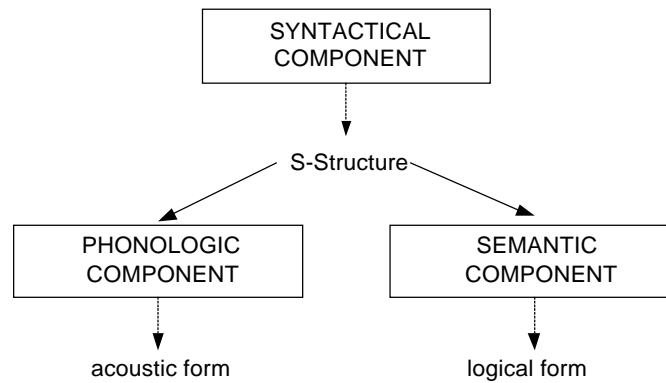 SYNTACTICAL
COMPONENT
S-Structure
PHONOLOGIC
COMPONENT
SEMANTIC
COMPONENT
acoustic form
logical form